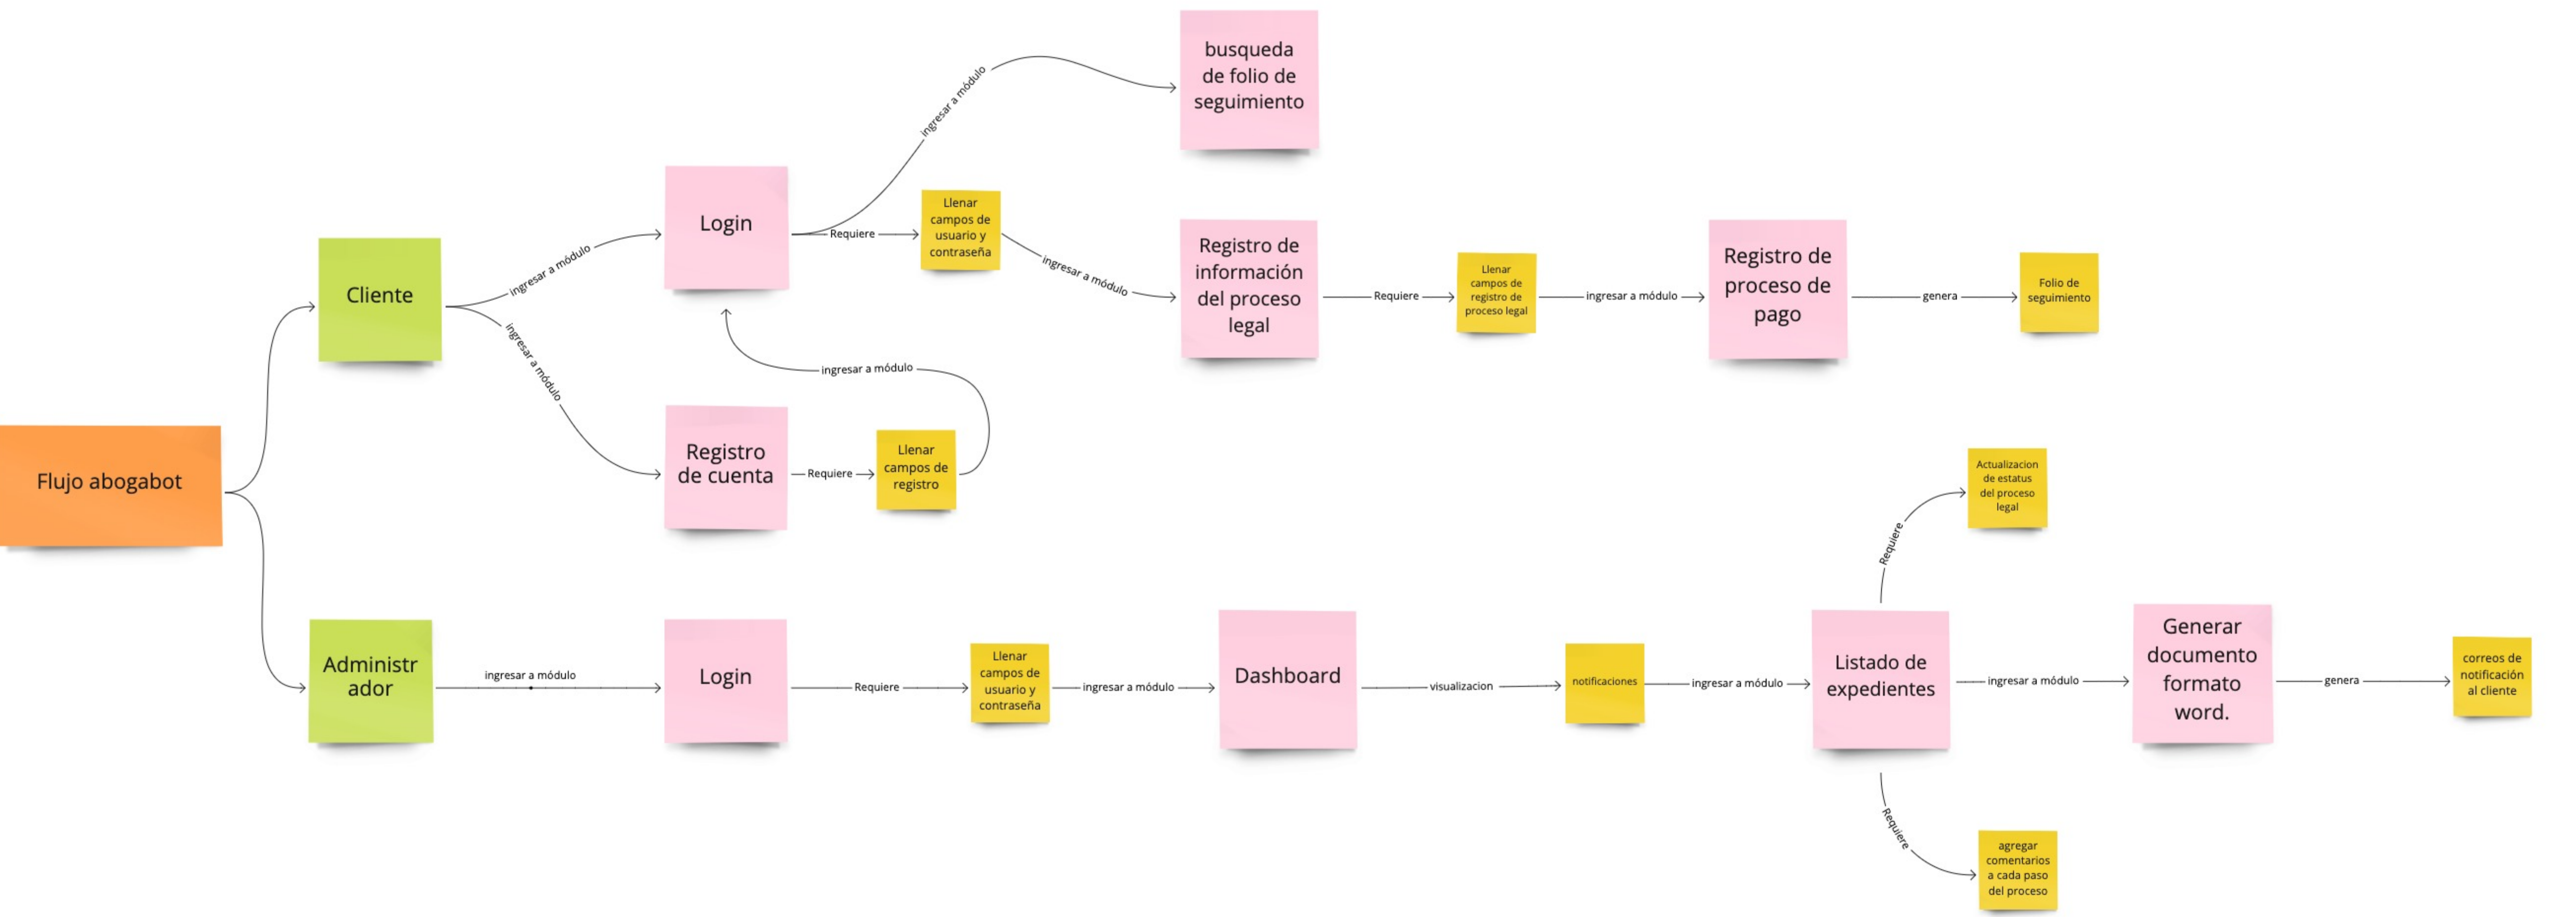 busqueda
de folio de
seguimiento
ingresar a módulo
Login
Requiere
Llenar
campos de
usuario y
contraseña
ingresar a módulo
Registro de
información
del proceso
legal
Requiere
Llenar
campos de
registro de
proceso legal
ingresar a módulo
Registro de
proceso de
pago
genera
Folio de
seguimiento
Cliente
ingresar a módulo
ingresar a módulo
ingresar a módulo
Registro
de cuenta
Requiere
Llenar
campos de
registro
Flujo abogabot
Actualizacion
de estatus
del proceso
legal
Requiere
Administr
ador
ingresar a módulo
Login
Requiere
Llenar
campos de
usuario y
contraseña
ingresar a módulo
Dashboard
visualizacion
notificaciones
ingresar a módulo
Listado de
expedientes
ingresar a módulo
Generar
documento
formato
word.
genera
correos de
notificación
al cliente
Requiere
agregar
comentarios
a cada paso
del proceso